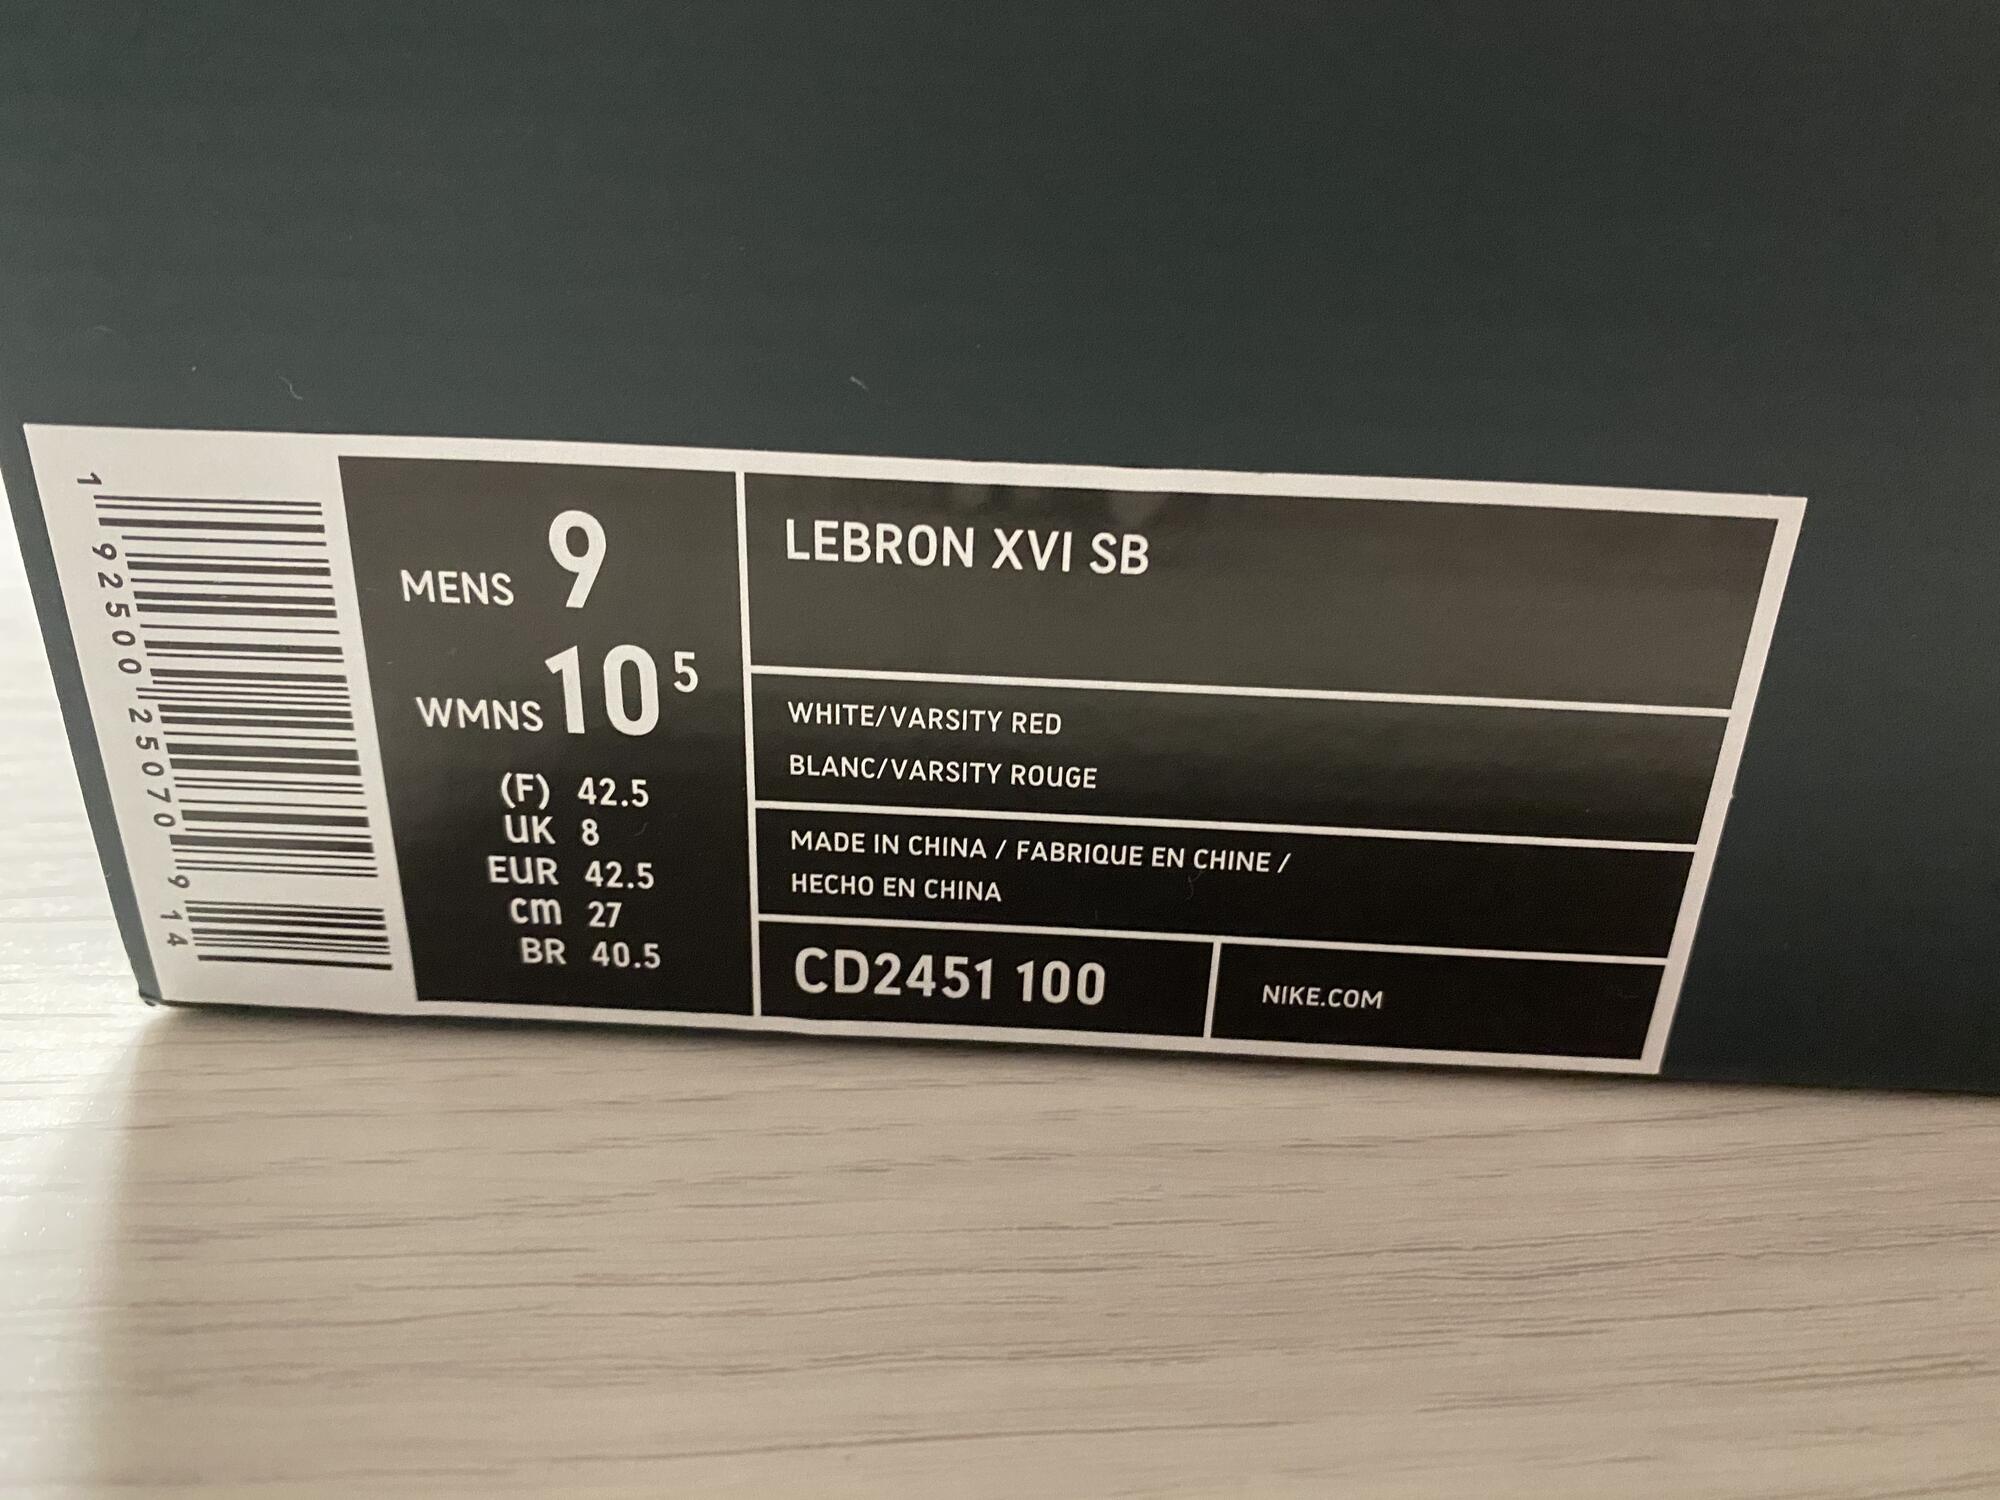 1 92500 25070 9 14
MENS 9
WMNS 10 5
(F) 42.5
UK 8
EUR 42.5
cm 27
BR 40.5
LEBRON XVI SB
WHITE/VARSITY RED
BLANC/VARSITY ROUGE
MADE IN CHINA / FABRIQUE EN CHINE /
HECHO EN CHINA
CD2451 100
NIKE.COM